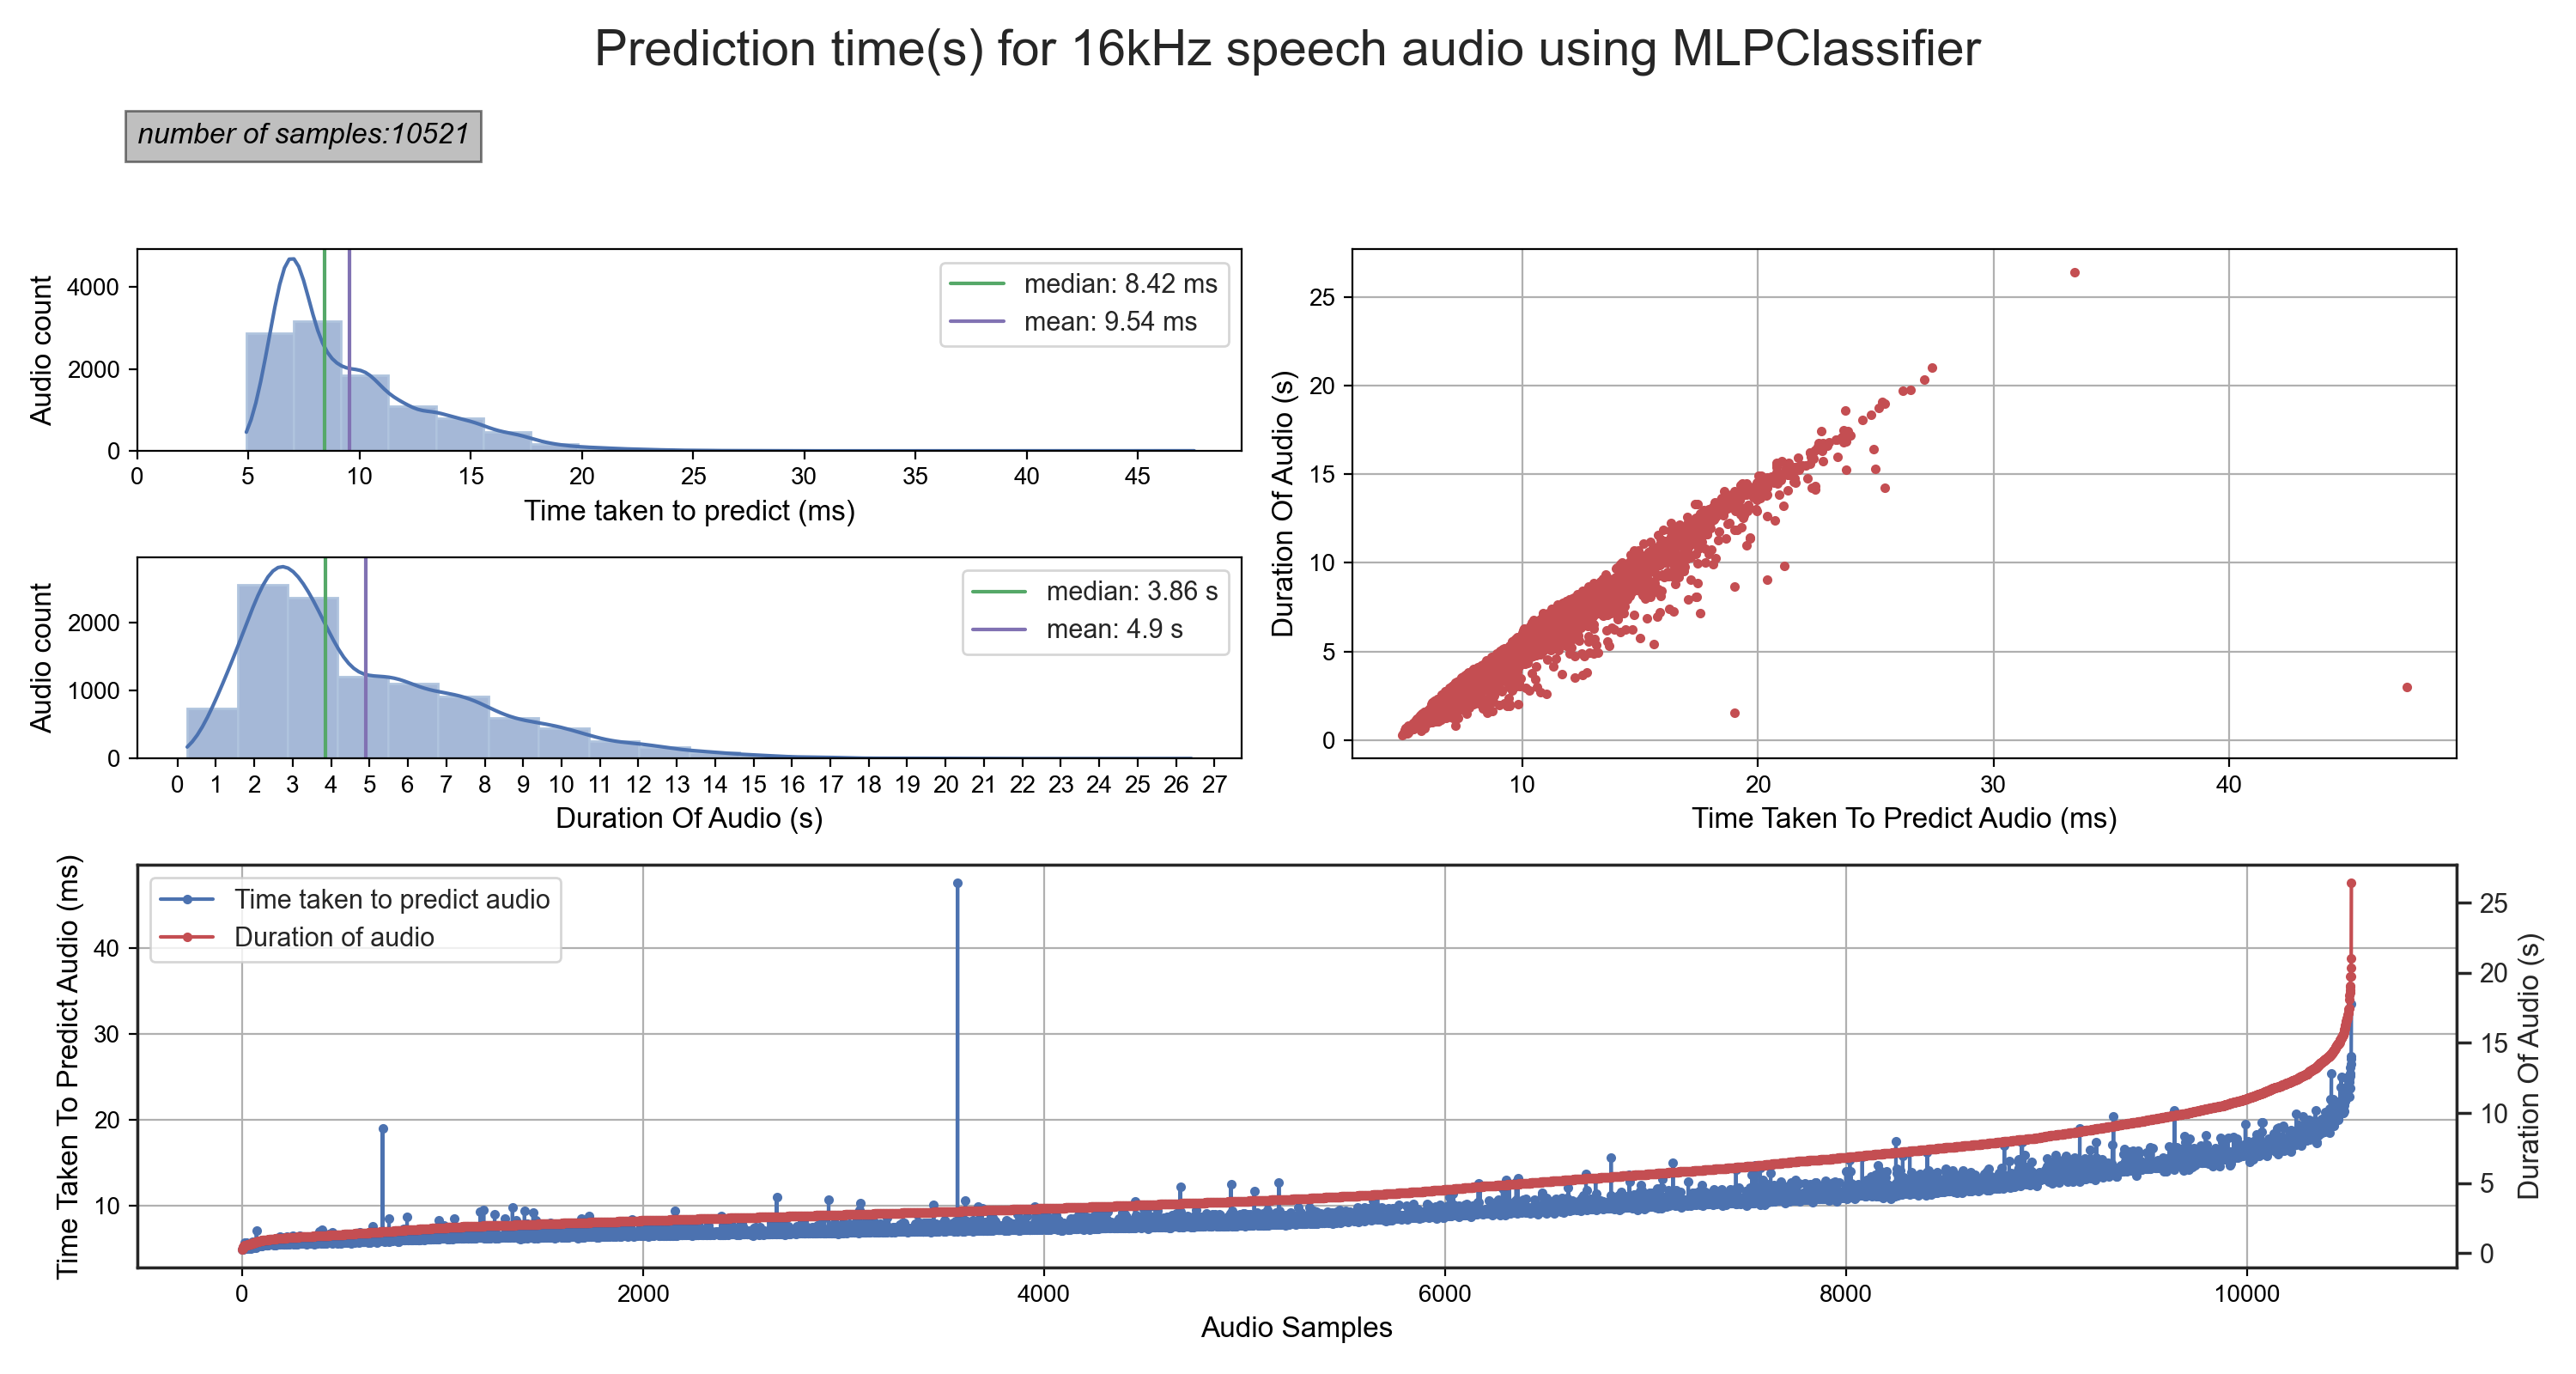 Prediction time(s) for 16kHz speech audio using MLPClassifier
number of samples:10521
Audio count
4000
2000
0
median: 8.42 ms
mean: 9.54 ms
0 5 10 15 20 25 30 35 40 45
Time taken to predict (ms)
Audio count
2000
1000
0
median: 3.86 s
mean: 4.9 s
0 1 2 3 4 5 6 7 8 9 10 11 12 13 14 15 16 17 18 19 20 21 22 23 24 25 26 27
Duration Of Audio (s)
Duration Of Audio (s)
25
20
15
10
5
0
10 20 30 40
Time Taken To Predict Audio (ms)
Time Taken To Predict Audio (ms)
40
30
20
10
Time taken to predict audio
Duration of audio
25
20
15
10
5
0
Duration Of Audio (s)
0 2000 4000 6000 8000 10000
Audio Samples